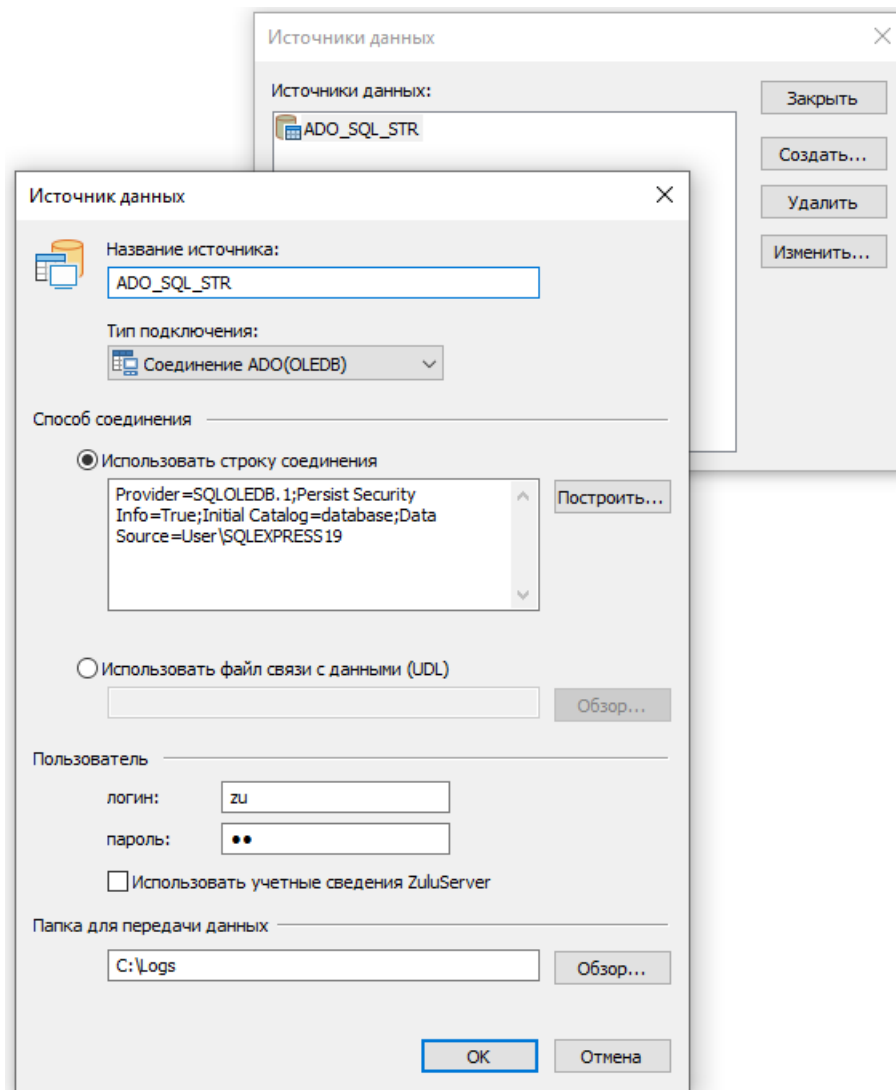 Источники данных
Источники данных:
ADO_SQL_STR
Закрыть
Создать...
Удалить
Изменить...
Источник данных
Название источника:
ADO_SQL_STR
Тип подключения:
Соединение ADO(OLEDB)
Способ соединения
Использовать строку соединения
Provider=SQLOLEDB.1;Persist Security
Info=True;Initial Catalog=database;Data
Source=User\SQLEXPRESS19
Построить...
Использовать файл связи с данными (UDL)
Обзор...
Пользователь
логин:
zu
пароль:
●●
Использовать учетные сведения ZuluServer
Папка для передачи данных
C:\Logs
Обзор...
OK
Отмена